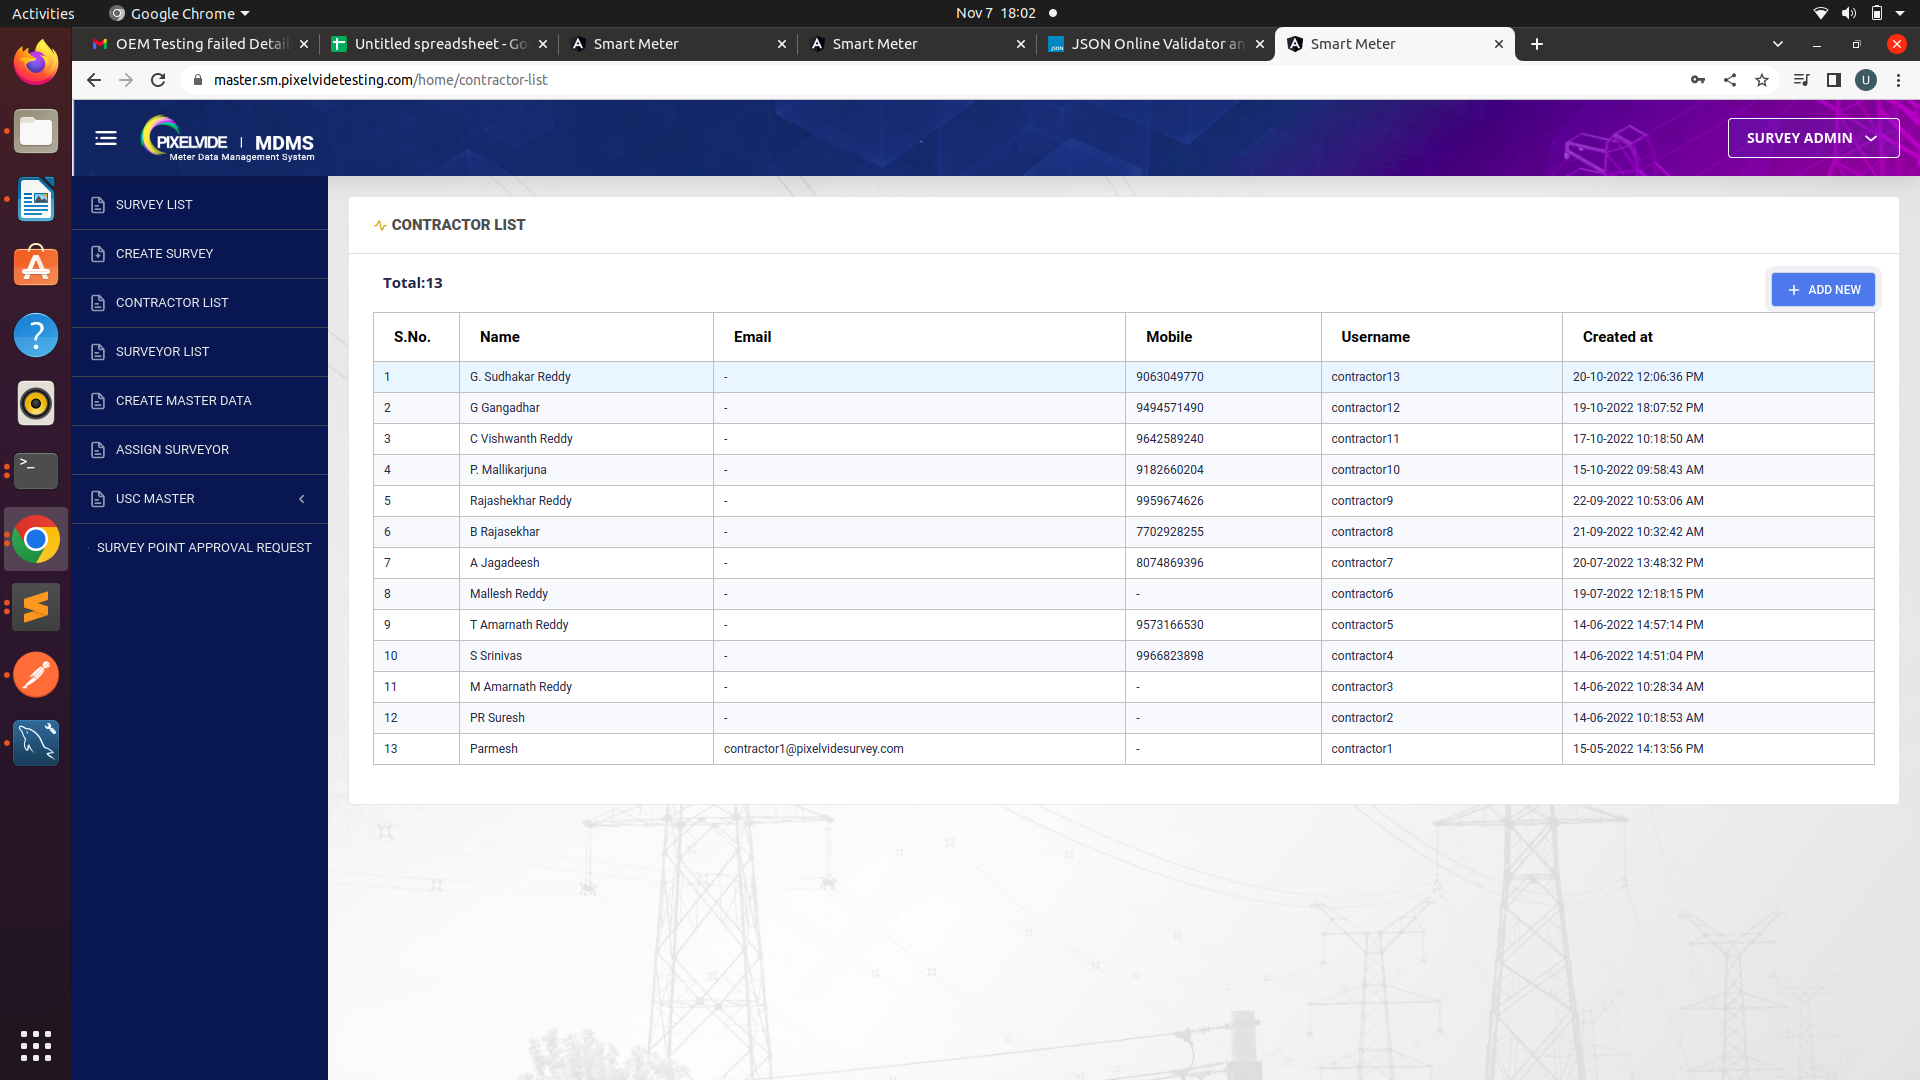 Activities
Google Chrome
Nov 7 18:02
OEM Testing failed Detail
Untitled spreadsheet - Go
Smart Meter
Smart Meter
JSON Online Validator an
Smart Meter
master.sm.pixelvidetesting.com/home/contractor-list
U
PIXELVIDE | MDMS
Meter Data Management System
SURVEY ADMIN
SURVEY LIST
CREATE SURVEY
CONTRACTOR LIST
SURVEYOR LIST
CREATE MASTER DATA
ASSIGN SURVEYOR
USC MASTER
SURVEY POINT APPROVAL REQUEST
CONTRACTOR LIST
Total:13
ADD NEW
S.No. Name Email Mobile Username Created at
1 G. Sudhakar Reddy - 9063049770 contractor13 20-10-2022 12:06:36 PM
2 G Gangadhar - 9494571490 contractor12 19-10-2022 18:07:52 PM
3 C Vishwanth Reddy - 9642589240 contractor11 17-10-2022 10:18:50 AM
4 P. Mallikarjuna - 9182660204 contractor10 15-10-2022 09:58:43 AM
5 Rajashekhar Reddy - 9959674626 contractor9 22-09-2022 10:53:06 AM
6 B Rajasekhar - 7702928255 contractor8 21-09-2022 10:32:42 AM
7 A Jagadeesh - 8074869396 contractor7 20-07-2022 13:48:32 PM
8 Mallesh Reddy - - contractor6 19-07-2022 12:18:15 PM
9 T Amarnath Reddy - 9573166530 contractor5 14-06-2022 14:57:14 PM
10 S Srinivas - 9966823898 contractor4 14-06-2022 14:51:04 PM
11 M Amarnath Reddy - - contractor3 14-06-2022 10:28:34 AM
12 PR Suresh - - contractor2 14-06-2022 10:18:53 AM
13 Parmesh contractor1@pixelvidesurvey.com - contractor1 15-05-2022 14:13:56 PM